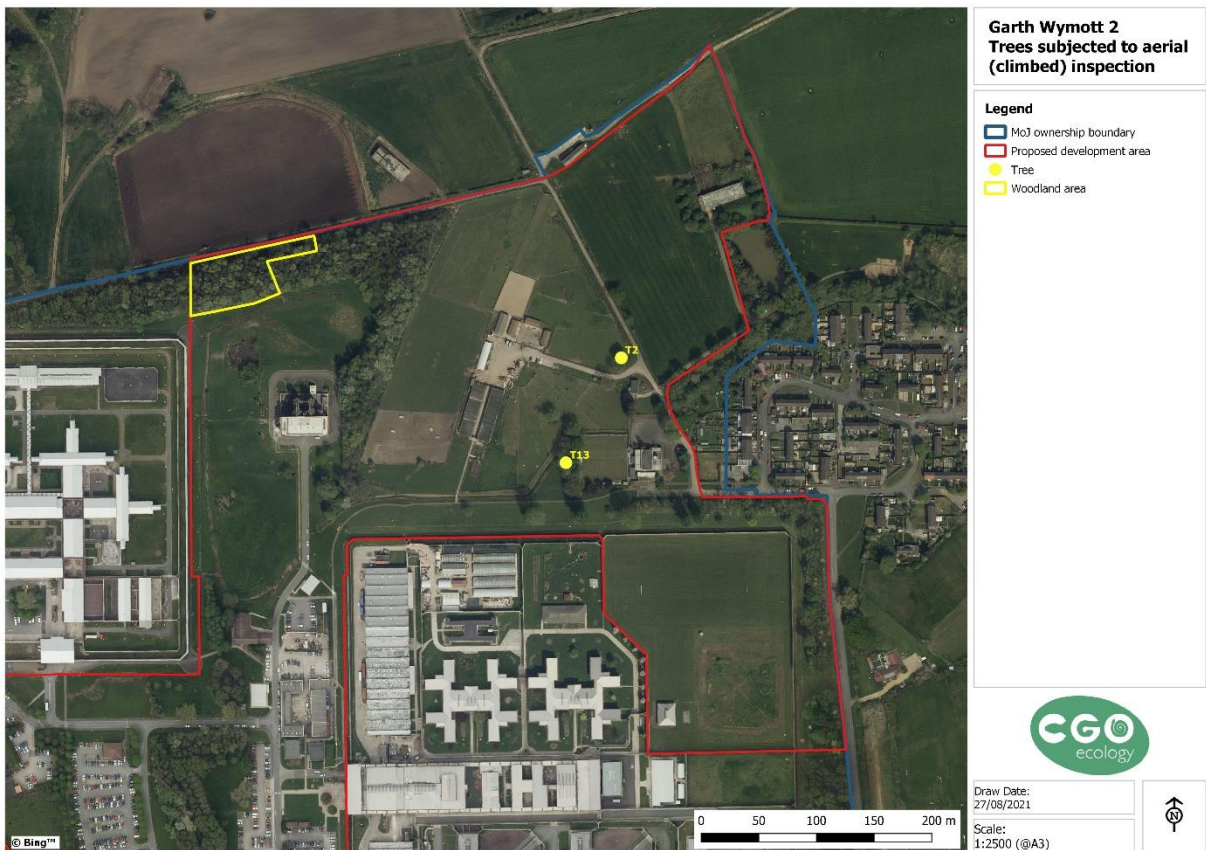 Garth Wymott 2
Trees subjected to aerial
(climbed) inspection
Legend
MoJ ownership boundary
Proposed development area
Tree
Woodland area
T2
T13
0 50 100 150 200 m
© Bing™
CGO
ecology
Draw Date:
27/08/2021
Scale:
1:2500 (@A3)
N